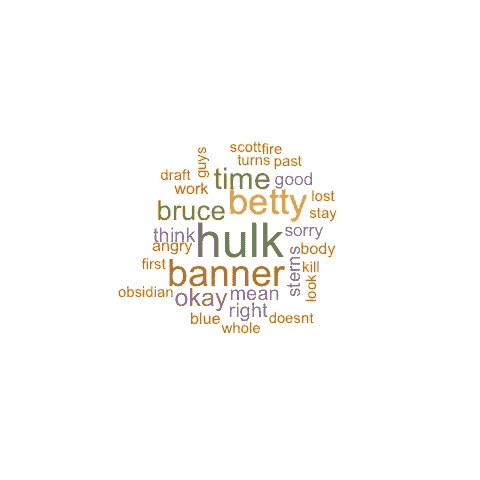 scott fire
guys turns past
draft time good
work betty lost
bruce stay
think hulk sorry
angry body
first banner sterns kill
obsidian okay mean look
right
blue doesnt
whole